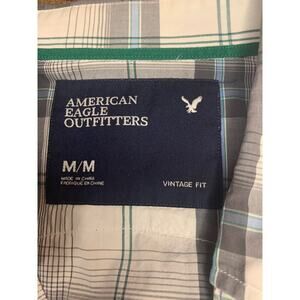 AMERICAN
EAGLE
OUTFITTERS
M/M
MADE IN CHINA
FABRIQUÉ EN CHINE
VINTAGE FIT